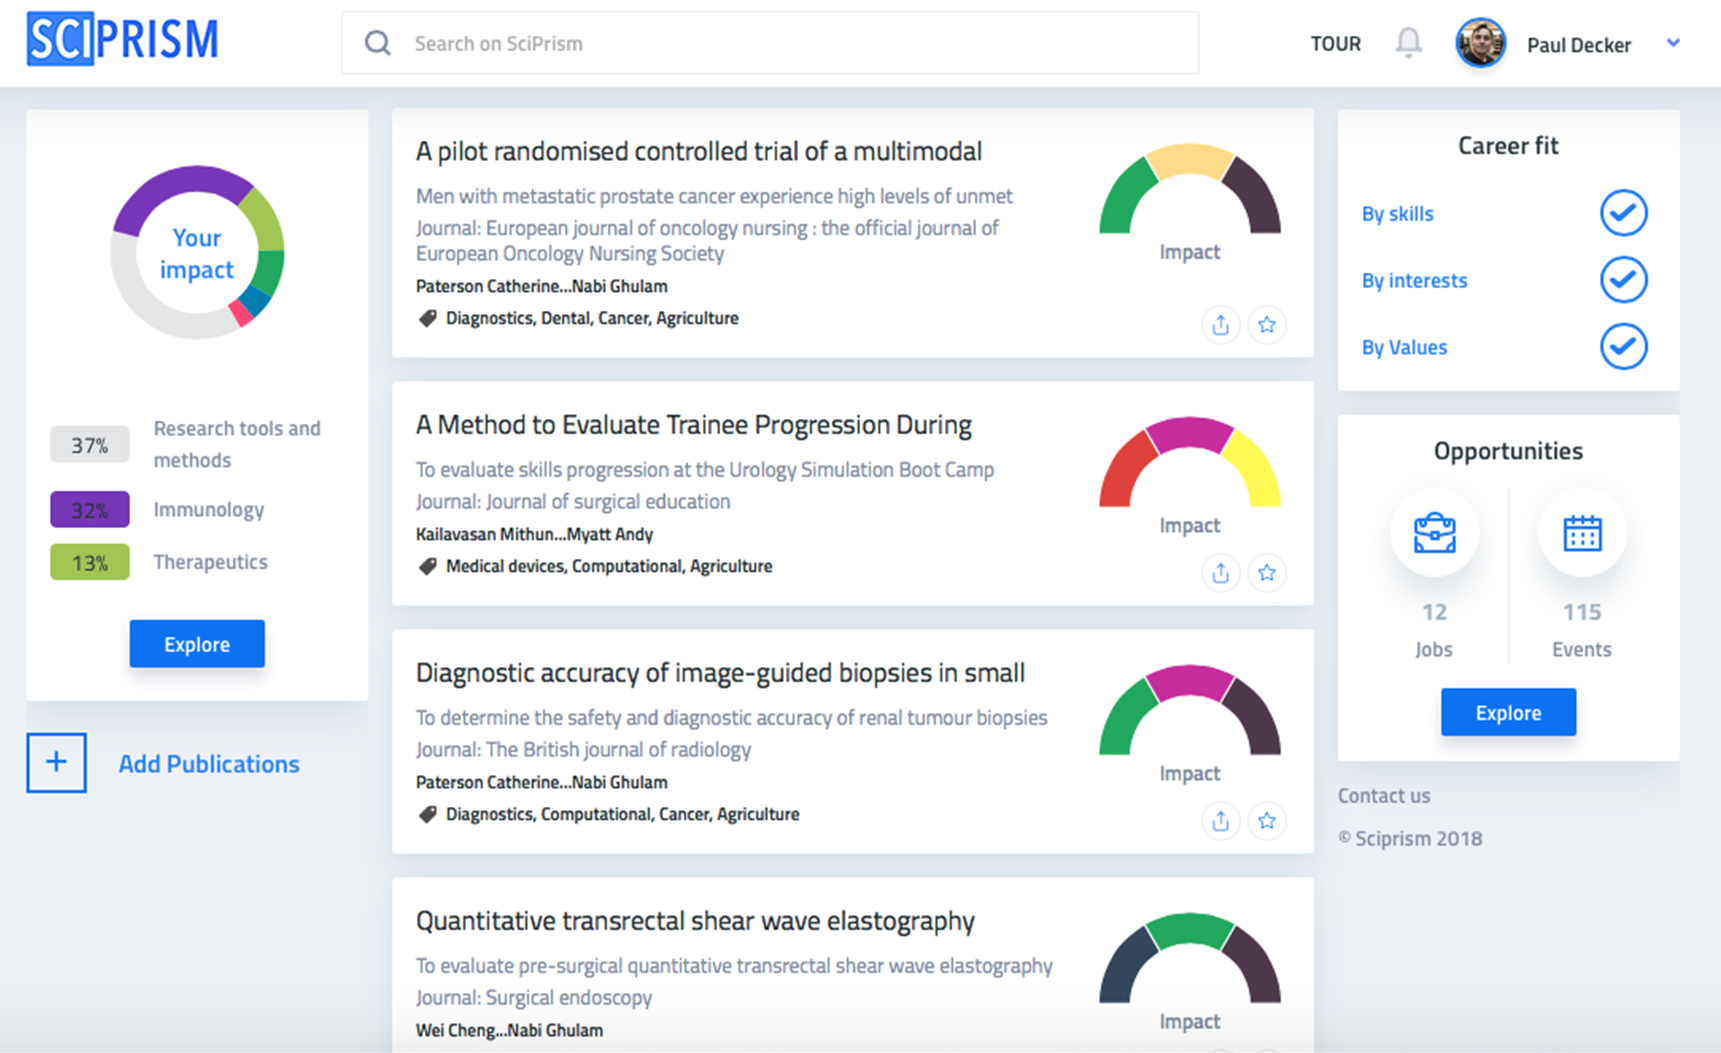 SCIPRISM
Search on SciPrism
TOUR
Paul Decker
Your
impact
37%
Research tools and
methods
32%
Immunology
13%
Therapeutics
Explore
+
Add Publications
A pilot randomised controlled trial of a multimodal
Men with metastatic prostate cancer experience high levels of unmet
Journal: European journal of oncology nursing : the official journal of
European Oncology Nursing Society
Paterson Catherine...Nabi Ghulam
Diagnostics, Dental, Cancer, Agriculture
Impact
A Method to Evaluate Trainee Progression During
To evaluate skills progression at the Urology Simulation Boot Camp
Journal: Journal of surgical education
Kailavasan Mithun...Myatt Andy
Medical devices, Computational, Agriculture
Impact
Diagnostic accuracy of image-guided biopsies in small
To determine the safety and diagnostic accuracy of renal tumour biopsies
Journal: The British journal of radiology
Paterson Catherine...Nabi Ghulam
Diagnostics, Computational, Cancer, Agriculture
Impact
Quantitative transrectal shear wave elastography
To evaluate pre-surgical quantitative transrectal shear wave elastography
Journal: Surgical endoscopy
Wei Cheng...Nabi Ghulam
Impact
Career fit
By skills
By interests
By Values
Opportunities
12
Jobs
115
Events
Explore
Contact us
© Sciprism 2018